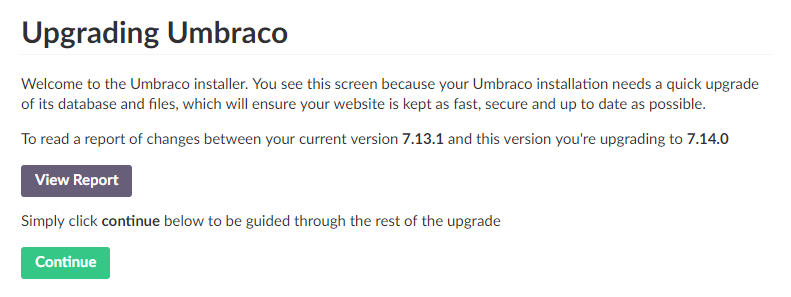 Upgrading Umbraco
Welcome to the Umbraco installer. You see this screen because your Umbraco installation needs a quick upgrade
of its database and files, which will ensure your website is kept as fast, secure and up to date as possible.
To read a report of changes between your current version 7.13.1 and this version you're upgrading to 7.14.0
View Report
Simply click continue below to be guided through the rest of the upgrade
Continue